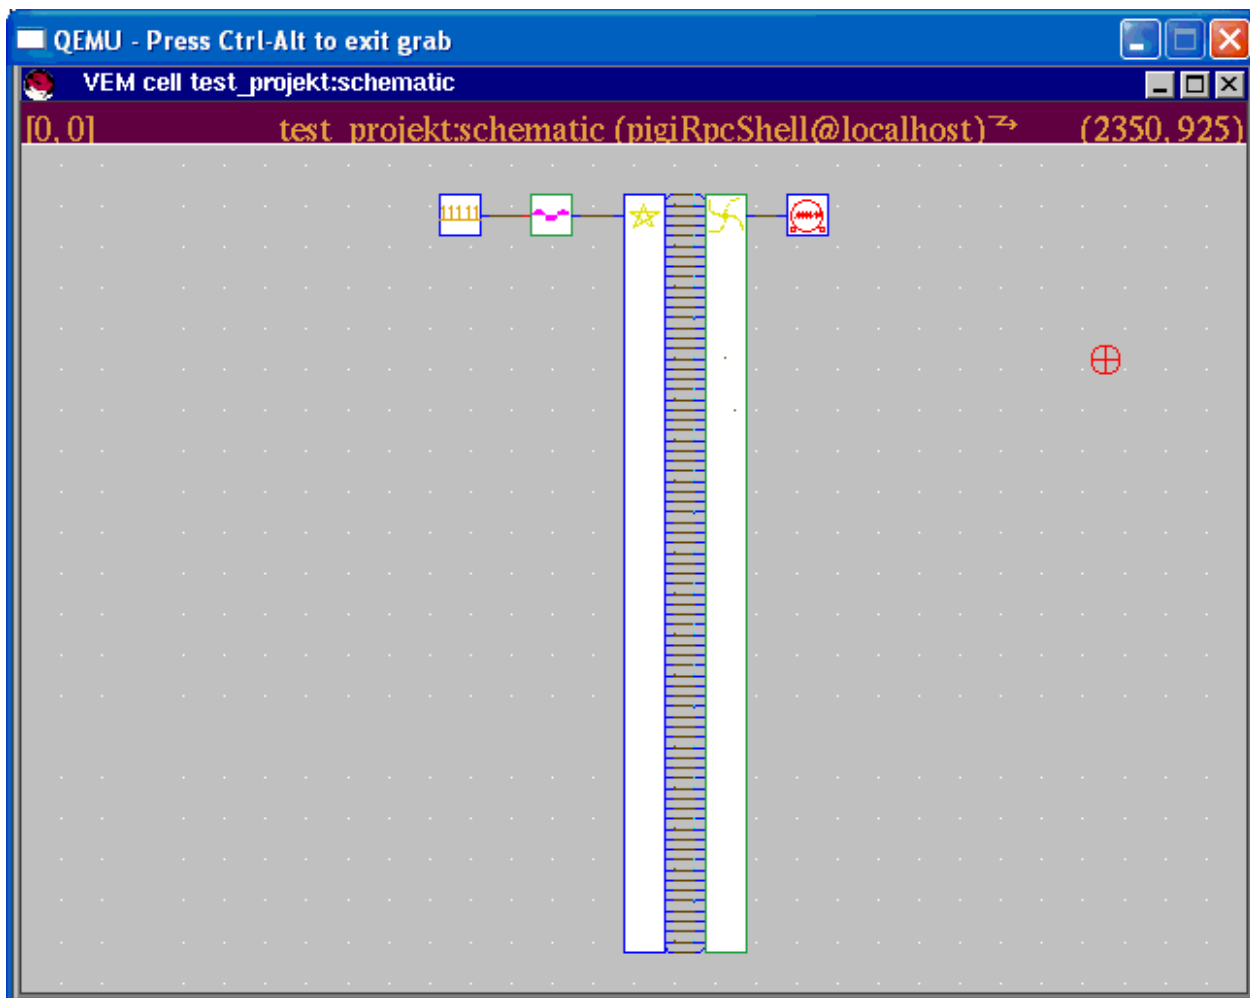 QEMU - Press Ctrl-Alt to exit grab
VEM cell test_projekt:schematic
[0, 0] test_projekt:schematic (pigiRpcShell@localhost) (2350, 925)
11111